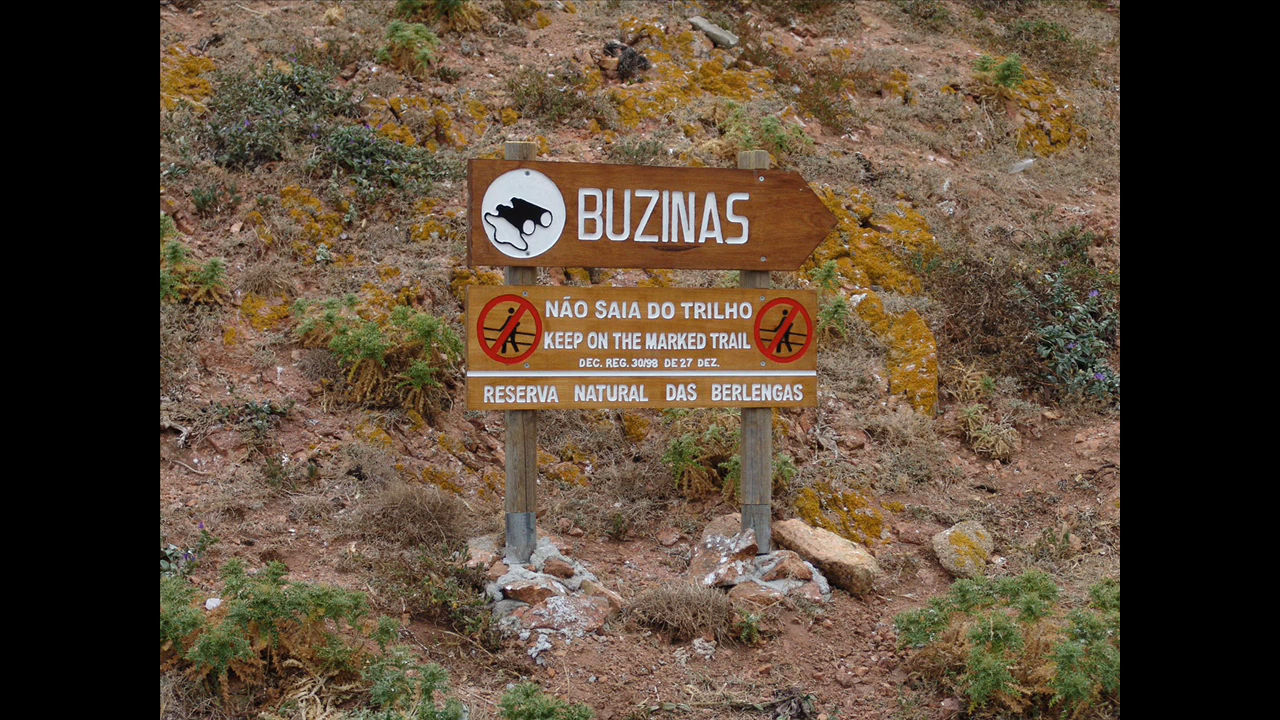 BUZINAS
NÃO SAIA DO TRILHO
KEEP ON THE MARKED TRAIL
DEC. REG. 30/98 DE 27 DEZ.
RESERVA NATURAL DAS BERLENGAS